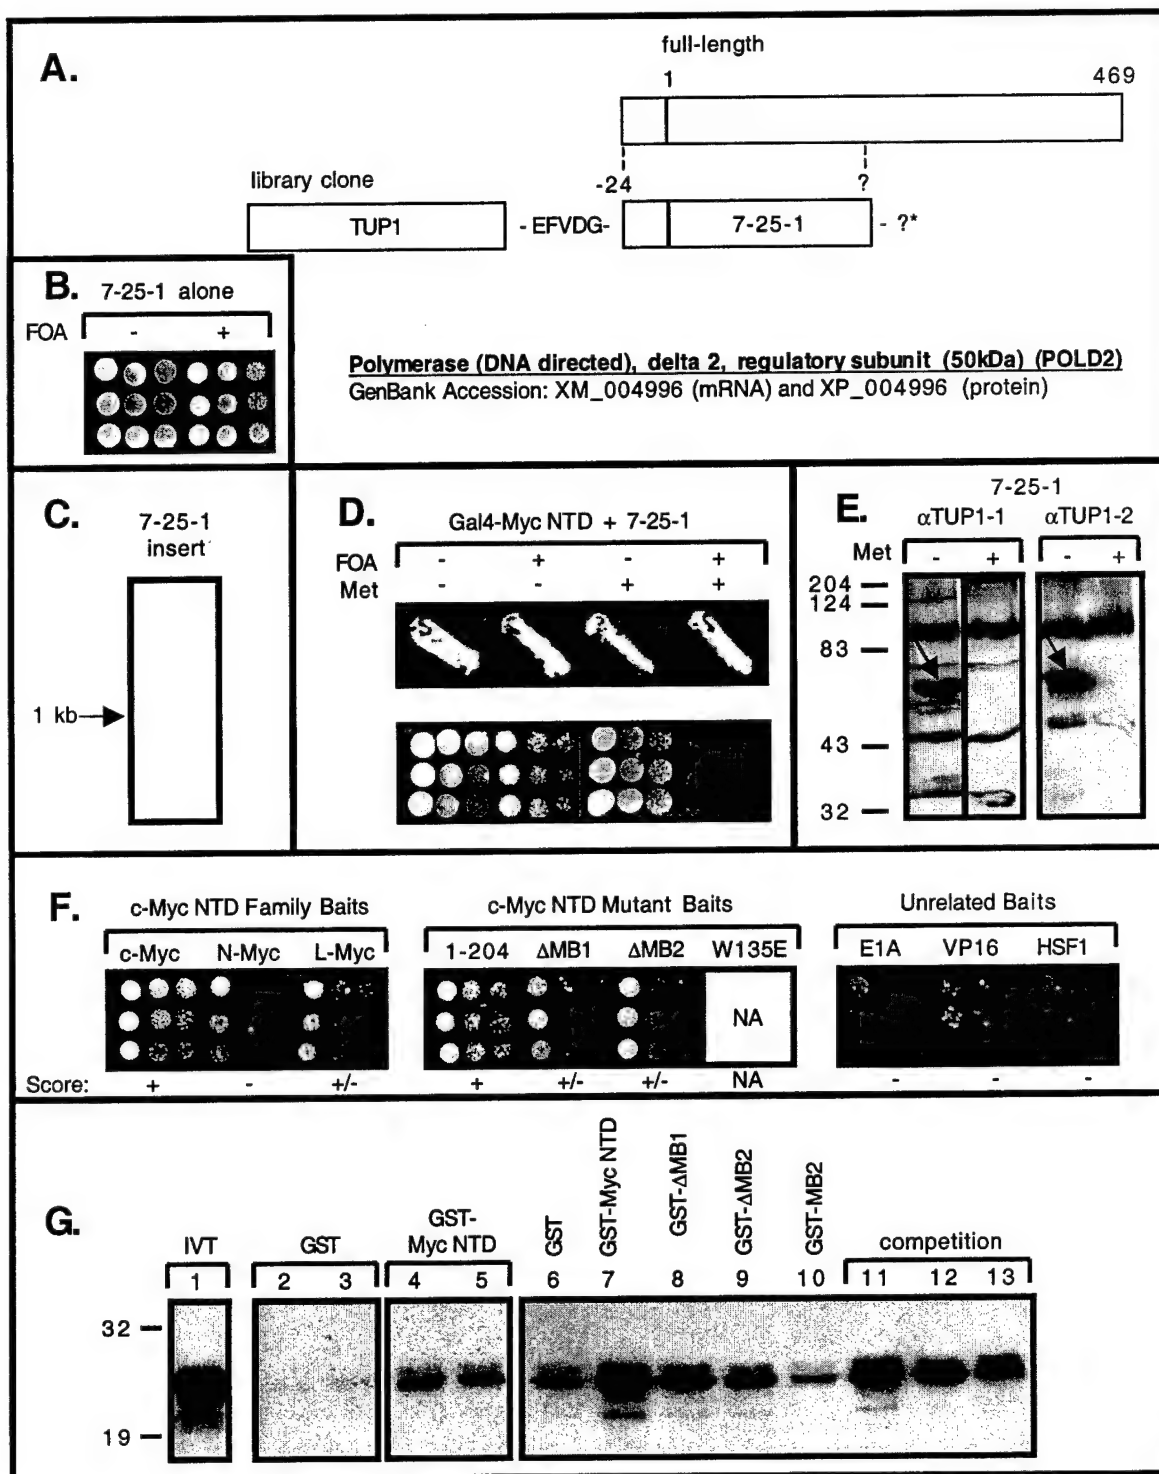 A.
full-length
1 469
library clone
-24 ?
TUP1 - EFVDG- 7-25-1 - ?*
B. 7-25-1 alone
FOA - +
Polymerase (DNA directed), delta 2, regulatory subunit (50kDa) (POLD2)
GenBank Accession: XM_004996 (mRNA) and XP_004996 (protein)
C. 7-25-1
insert
1 kb
D. Gal4-Myc NTD + 7-25-1
FOA - + - +
Met - - + +
E. 7-25-1
αTUP1-1 αTUP1-2
Met - + - +
204
124
83
43
32
F. c-Myc NTD Family Baits c-Myc NTD Mutant Baits Unrelated Baits
c-Myc N-Myc L-Myc 1-204 ΔMB1 ΔMB2 W135E E1A VP16 HSF1
NA
Score: + - +/- + +/- +/- NA - - -
G.
IVT GST GST-
Myc NTD GST GST-Myc NTD GST-ΔMB1 GST-ΔMB2 GST-MB2 competition
1 2 3 4 5 6 7 8 9 10 11 12 13
32
19